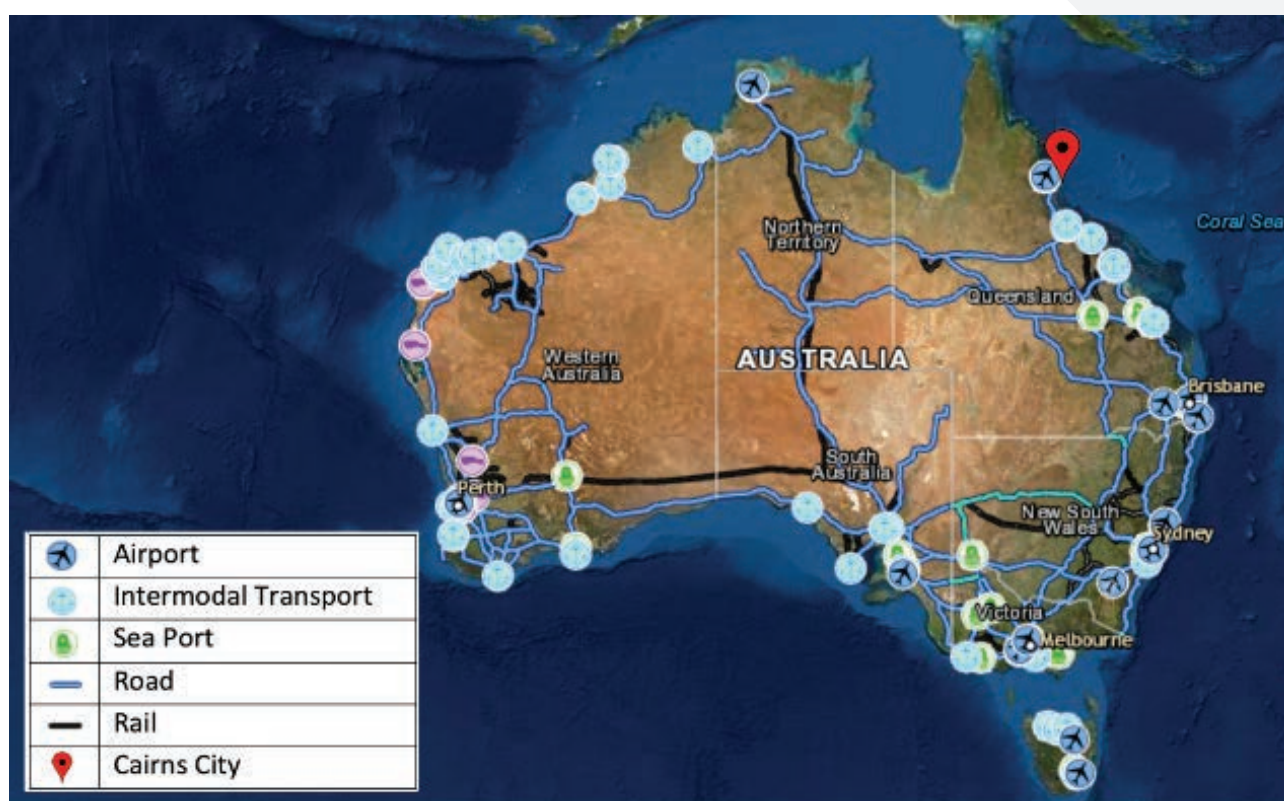 Northern
Territory
Coral Sea
Queensland
Western
Australia
AUSTRALIA
Brisbane
South
Australia
Perth
New South
Wales
Sydney
Victoria
Melbourne
Airport
Intermodal Transport
Sea Port
Road
Rail
Cairns City